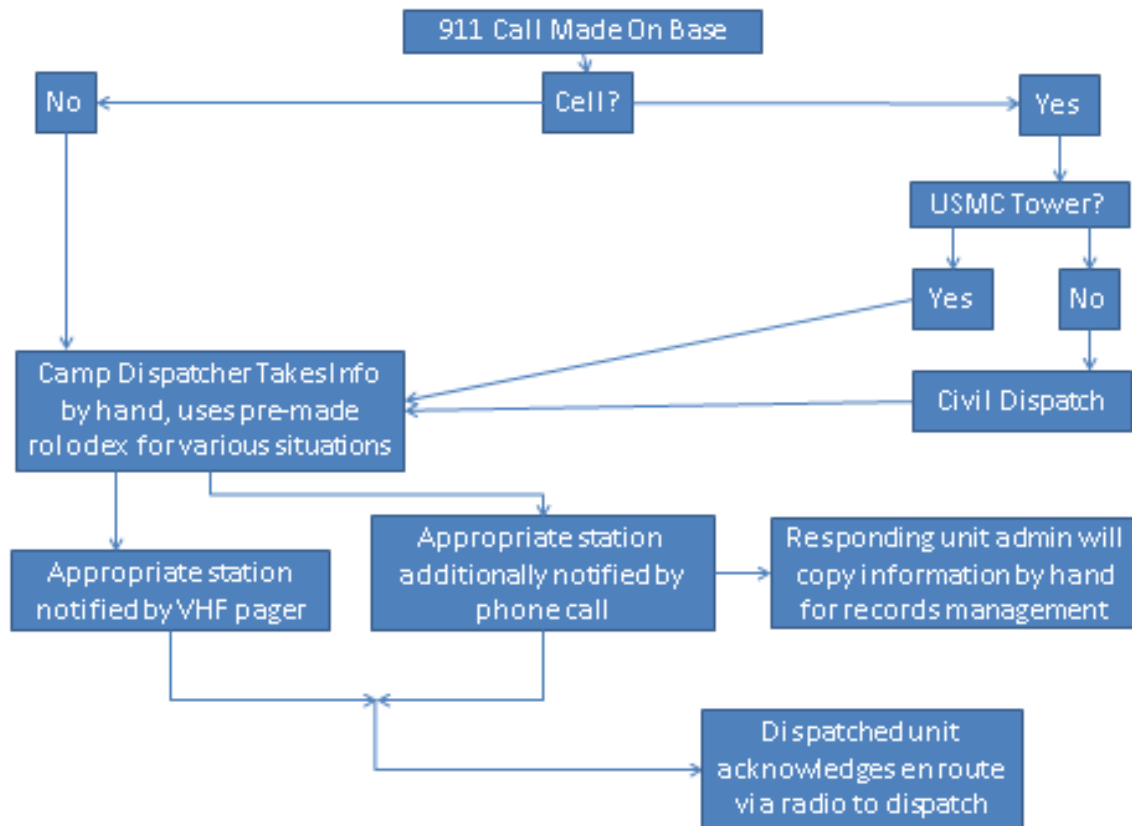 911 Call Made On Base
No
Cell?
Yes
USMC Tower?
Yes
No
Camp Dispatcher Takes Info
by hand, uses pre-made
rolodex for various situations
Civil Dispatch
Appropriate station
notified by VHF pager
Appropriate station
additionally notified by
phone call
Responding unit admin will
copy information by hand
for records management
Dispatched unit
acknowledges en route
via radio to dispatch